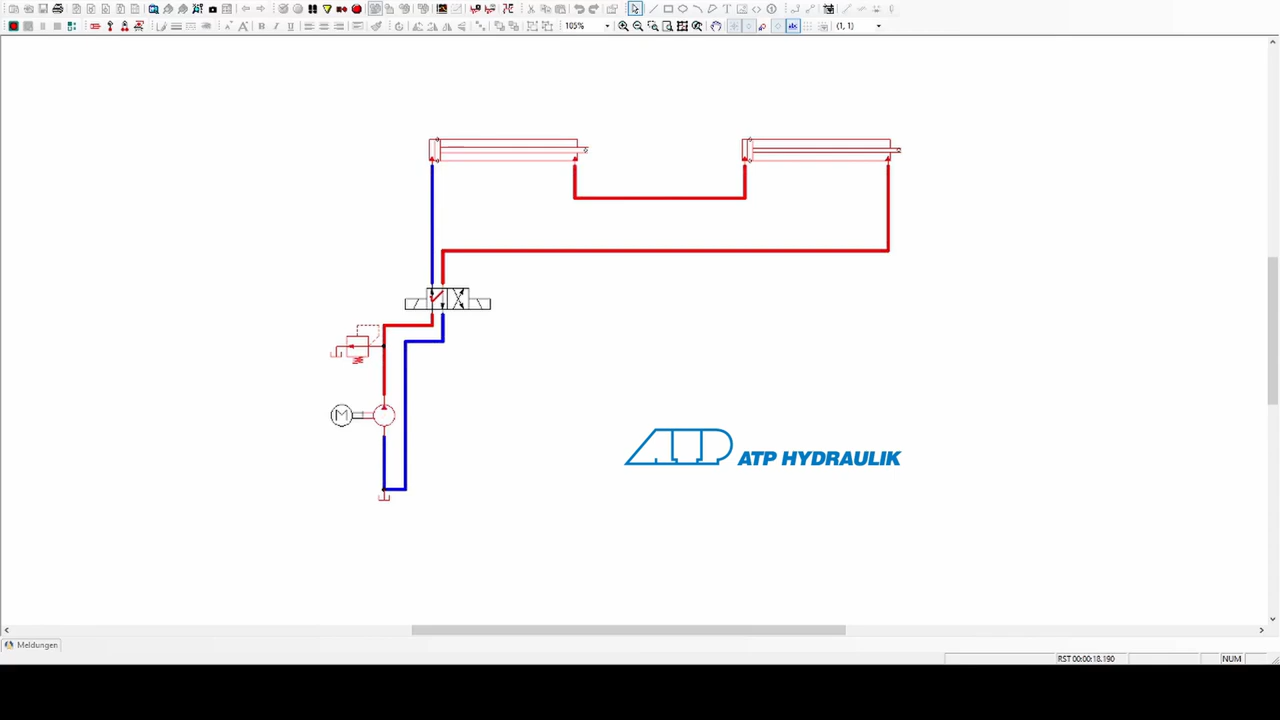 105%
(1, 1)
M
ATP HYDRAULIK
Meldungen
RST 00:00:18.190
NUM